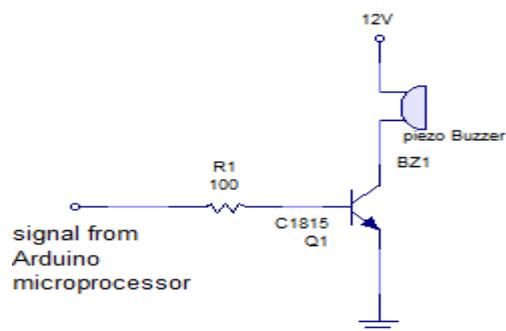 12V
piezo Buzzer
BZ1
R1
100
C1815
Q1
signal from
Arduino
microprocessor